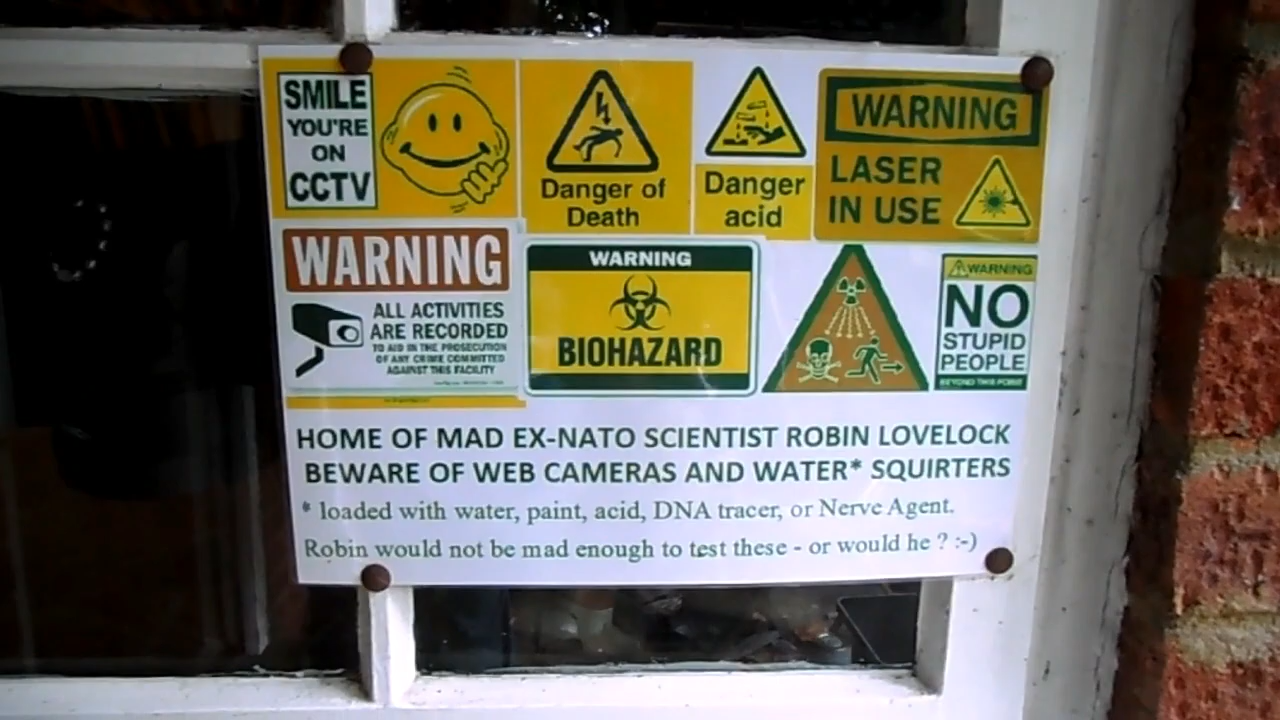 SMILE
YOU'RE
ON
CCTV
Danger of
Death
Danger
acid
WARNING
LASER
IN USE
WARNING
ALL ACTIVITIES
ARE RECORDED
TO AID IN THE PROSECUTION
OF ANY CRIME COMMITTED
AGAINST THIS FACILITY
WARNING
BIOHAZARD
WARNING
NO
STUPID
PEOPLE
BEYOND THIS POINT
HOME OF MAD EX-NATO SCIENTIST ROBIN LOVELOCK
BEWARE OF WEB CAMERAS AND WATER* SQUIRTERS
* loaded with water, paint, acid, DNA tracer, or Nerve Agent.
Robin would not be mad enough to test these - or would he ? :-)